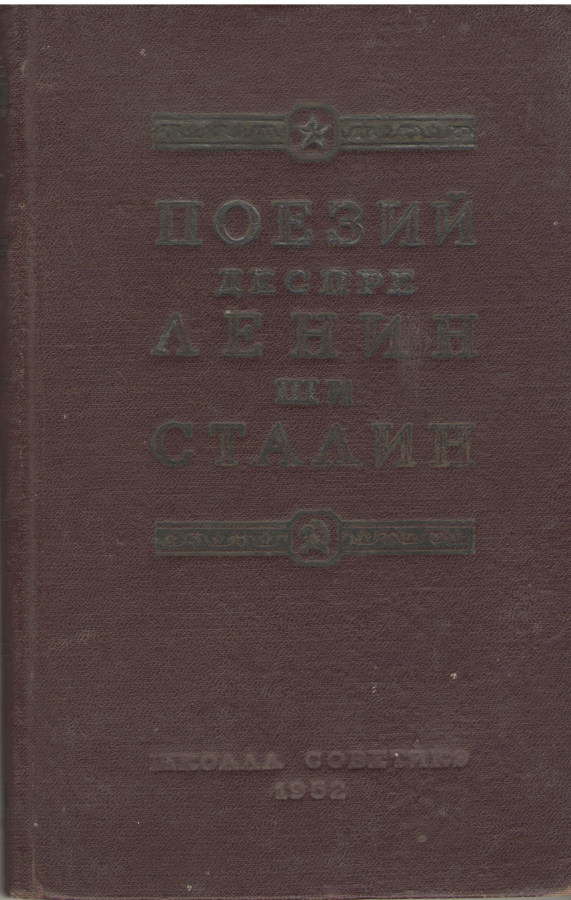 ПОЕЗИЙ
ДЕСПРЕ
ЛЕНИН
ШИ
СТАЛИН
ШКОАЛА СОВЕТИКЭ
1952